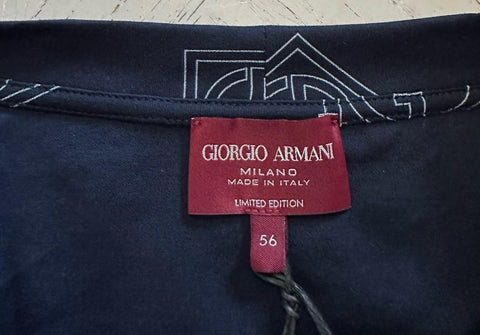 GIORGIO ARMANI
MILANO
MADE IN ITALY
LIMITED EDITION
56